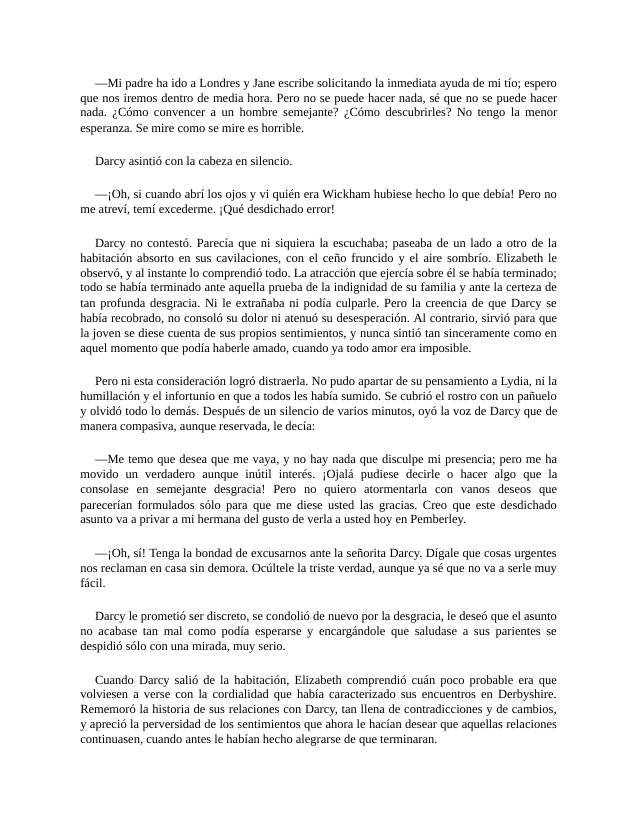 —Mi padre ha ido a Londres y Jane escribe solicitando la inmediata ayuda de mi tío; espero
que nos iremos dentro de media hora. Pero no se puede hacer nada, sé que no se puede hacer
nada. ¿Cómo convencer a un hombre semejante? ¿Cómo descubrirles? No tengo la menor
esperanza. Se mire como se mire es horrible.
Darcy asintió con la cabeza en silencio.
—¡Oh, si cuando abrí los ojos y vi quién era Wickham hubiese hecho lo que debía! Pero no
me atreví, temí excederme. ¡Qué desdichado error!
Darcy no contestó. Parecía que ni siquiera la escuchaba; paseaba de un lado a otro de la
habitación absorto en sus cavilaciones, con el ceño fruncido y el aire sombrío. Elizabeth le
observó, y al instante lo comprendió todo. La atracción que ejercía sobre él se había terminado;
todo se había terminado ante aquella prueba de la indignidad de su familia y ante la certeza de
tan profunda desgracia. Ni le extrañaba ni podía culparle. Pero la creencia de que Darcy se
había recobrado, no consoló su dolor ni atenuó su desesperación. Al contrario, sirvió para que
la joven se diese cuenta de sus propios sentimientos, y nunca sintió tan sinceramente como en
aquel momento que podía haberle amado, cuando ya todo amor era imposible.
Pero ni esta consideración logró distraerla. No pudo apartar de su pensamiento a Lydia, ni la
humillación y el infortunio en que a todos les había sumido. Se cubrió el rostro con un pañuelo
y olvidó todo lo demás. Después de un silencio de varios minutos, oyó la voz de Darcy que de
manera compasiva, aunque reservada, le decía:
—Me temo que desea que me vaya, y no hay nada que disculpe mi presencia; pero me ha
movido un verdadero aunque inútil interés. ¡Ojalá pudiese decirle o hacer algo que la
consolase en semejante desgracia! Pero no quiero atormentarla con vanos deseos que
parecerían formulados sólo para que me diese usted las gracias. Creo que este desdichado
asunto va a privar a mi hermana del gusto de verla a usted hoy en Pemberley.
—¡Oh, sí! Tenga la bondad de excusarnos ante la señorita Darcy. Dígale que cosas urgentes
nos reclaman en casa sin demora. Ocúltele la triste verdad, aunque ya sé que no va a serle muy
fácil.
Darcy le prometió ser discreto, se condolió de nuevo por la desgracia, le deseó que el asunto
no acabase tan mal como podía esperarse y encargándole que saludase a sus parientes se
despidió sólo con una mirada, muy serio.
Cuando Darcy salió de la habitación, Elizabeth comprendió cuán poco probable era que
volviesen a verse con la cordialidad que había caracterizado sus encuentros en Derbyshire.
Rememoró la historia de sus relaciones con Darcy, tan llena de contradicciones y de cambios,
y apreció la perversidad de los sentimientos que ahora le hacían desear que aquellas relaciones
continuasen, cuando antes le habían hecho alegrarse de que terminaran.